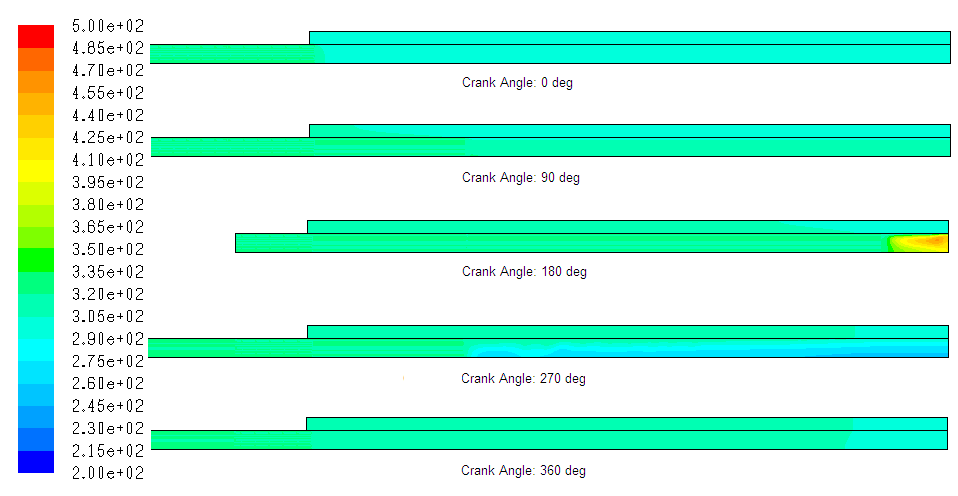 5.00e+02
4.85e+02
4.70e+02
4.55e+02
4.40e+02
4.25e+02
4.10e+02
3.95e+02
3.80e+02
3.65e+02
3.50e+02
3.35e+02
3.20e+02
3.05e+02
2.90e+02
2.75e+02
2.60e+02
2.45e+02
2.30e+02
2.15e+02
2.00e+02
Crank Angle: 0 deg
Crank Angle: 90 deg
Crank Angle: 180 deg
Crank Angle: 270 deg
Crank Angle: 360 deg